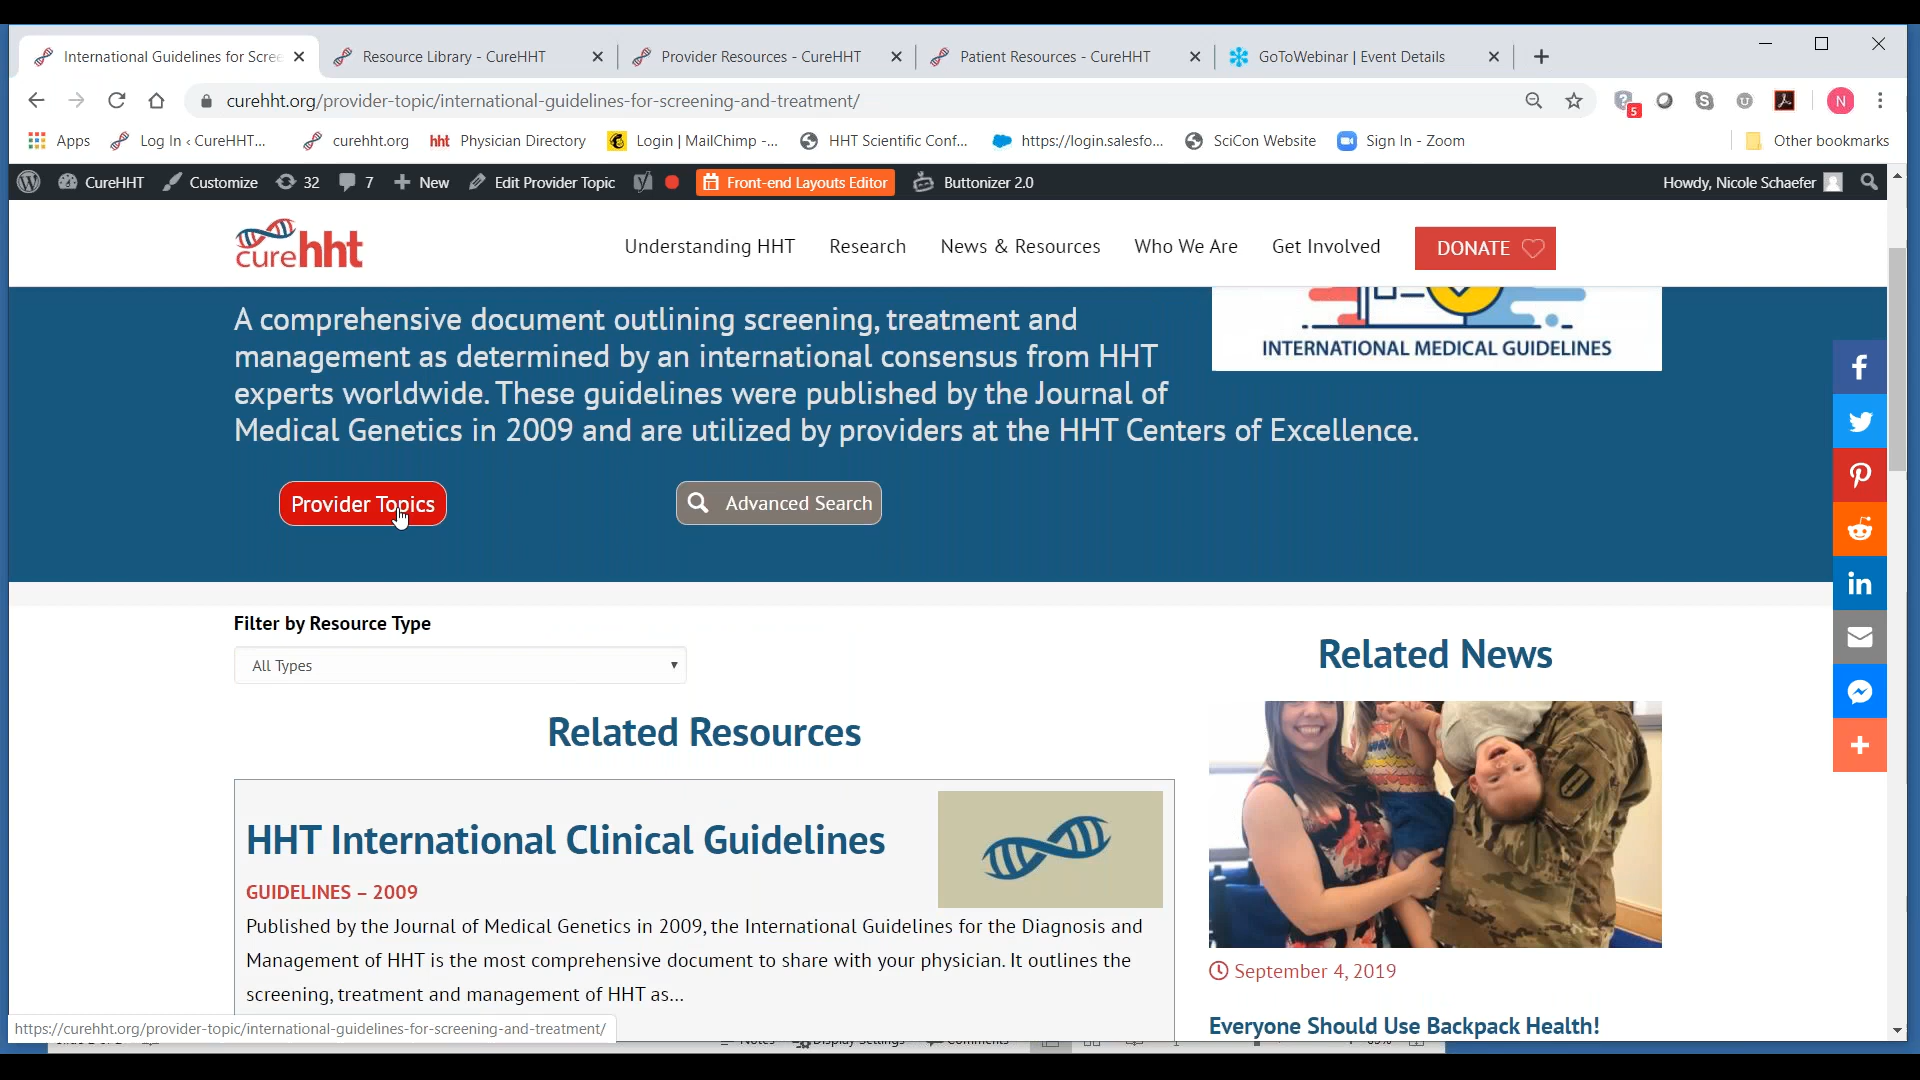 International Guidelines for Scree
Resource Library - CureHHT
Provider Resources - CureHHT
Patient Resources - CureHHT
GoToWebinar | Event Details
curehht.org/provider-topic/international-guidelines-for-screening-and-treatment/
5
N
Apps
Log In ‹ CureHHT...
curehht.org
hht Physician Directory
Login | MailChimp -...
HHT Scientific Conf...
https://login.salesfo...
SciCon Website
Sign In - Zoom
Other bookmarks
CureHHT
Customize
32
7
New
Edit Provider Topic
Front-end Layouts Editor
Buttonizer 2.0
Howdy, Nicole Schaefer
curehht
Understanding HHT
Research
News & Resources
Who We Are
Get Involved
DONATE
A comprehensive document outlining screening, treatment and
management as determined by an international consensus from HHT
experts worldwide. These guidelines were published by the Journal of
Medical Genetics in 2009 and are utilized by providers at the HHT Centers of Excellence.
INTERNATIONAL MEDICAL GUIDELINES
Provider Topics
Advanced Search
Filter by Resource Type
All Types
Related Resources
HHT International Clinical Guidelines
GUIDELINES – 2009
Published by the Journal of Medical Genetics in 2009, the International Guidelines for the Diagnosis and
Management of HHT is the most comprehensive document to share with your physician. It outlines the
screening, treatment and management of HHT as...
Related News
September 4, 2019
Everyone Should Use Backpack Health!
https://curehht.org/provider-topic/international-guidelines-for-screening-and-treatment/
Notes
Display Settings
Comments